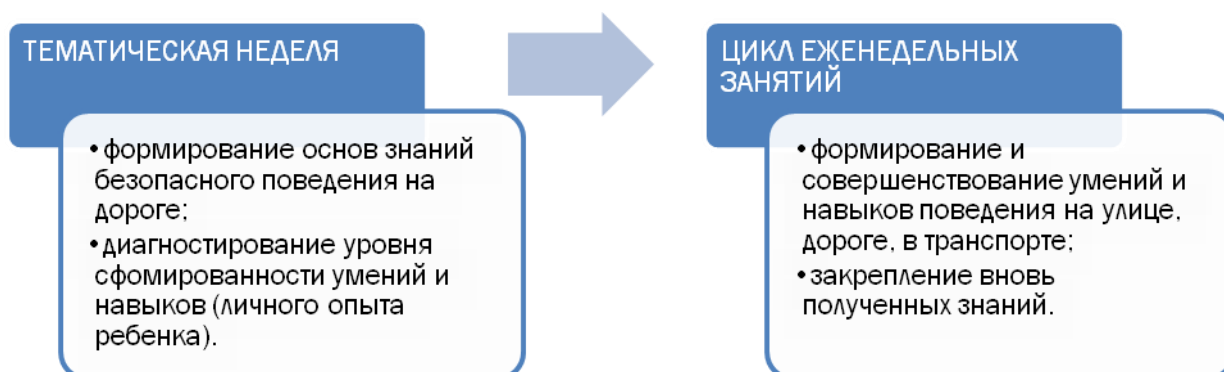 ТЕМАТИЧЕСКАЯ НЕДЕЛЯ
• формирование основ знаний
безопасного поведения на
дороге;
• диагностирование уровня
сфомированности умений и
навыков (личного опыта
ребенка).
ЦИКЛ ЕЖЕНЕДЕЛЬНЫХ
ЗАНЯТИЙ
• формирование и
совершенствование умений и
навыков поведения на улице,
дороге, в транспорте;
• закрепление вновь
полученных знаний.